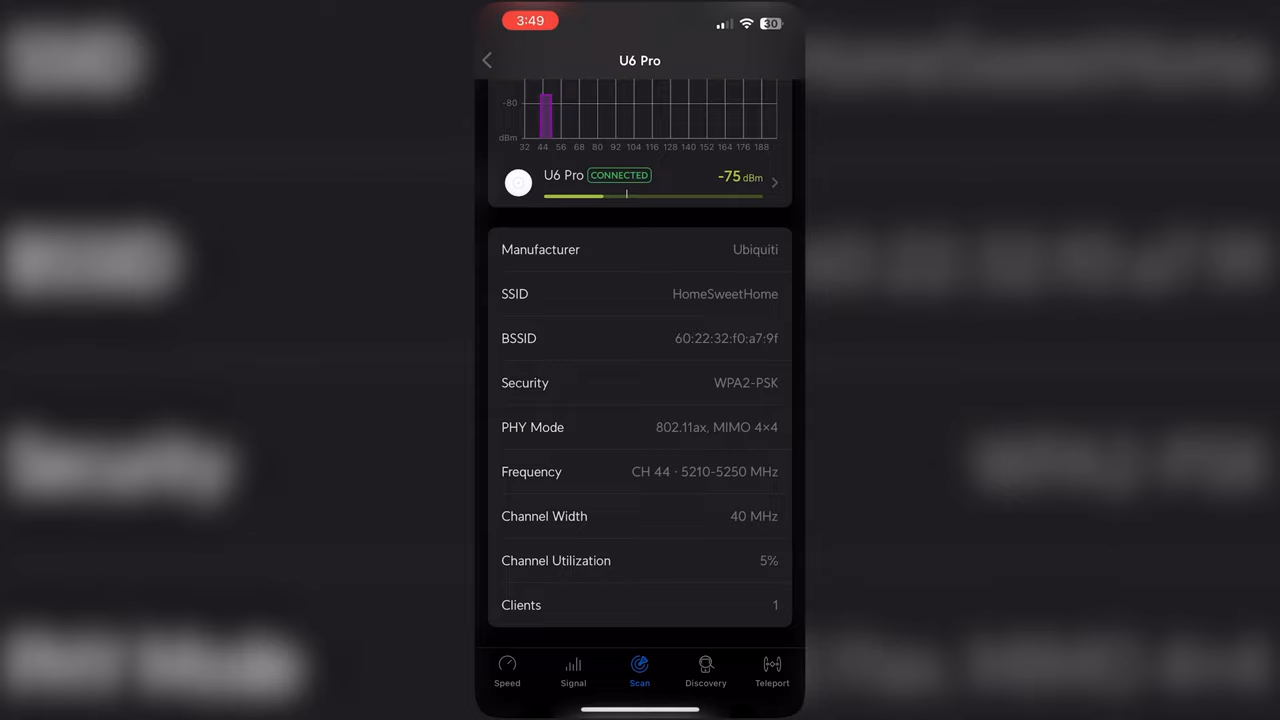 3:49
30
U6 Pro
-80
dBm
32 44 56 68 80 92 104 116 128 140 152 164 176 188
U6 Pro CONNECTED -75 dBm
Manufacturer Ubiquiti
SSID HomeSweetHome
BSSID 60:22:32:f0:a7:9f
Security WPA2-PSK
PHY Mode 802.11ax, MIMO 4×4
Frequency CH 44 · 5210-5250 MHz
Channel Width 40 MHz
Channel Utilization 5%
Clients 1
Speed Signal Scan Discovery Teleport